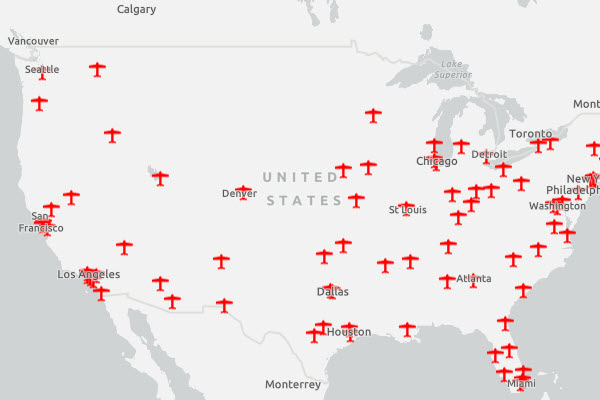 Calgary
Vancouver
Seattle
Lake
Superior
Mont
Toronto
Detroit
Chicago
UNITED
STATES
Denver
St Louis
New Y
Philadelph
Washington
San
Francisco
Los Angeles
Atlanta
Dallas
Houston
Monterrey
Miami